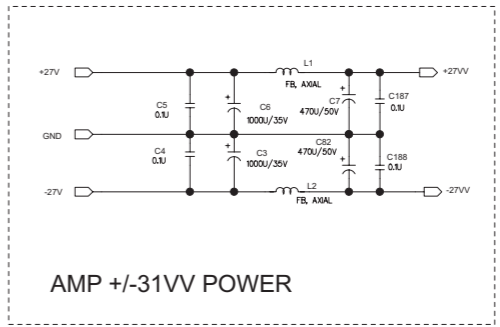 L1
+27V
+27VV
FB, AXIAL
C5
0.1U
C6
1000U/35V
C7
470U/50V
C187
0.1U
GND
C4
0.1U
C3
1000U/35V
C82
470U/50V
C188
0.1U
-27V
L2
-27VV
FB, AXIAL
AMP +/-31VV POWER